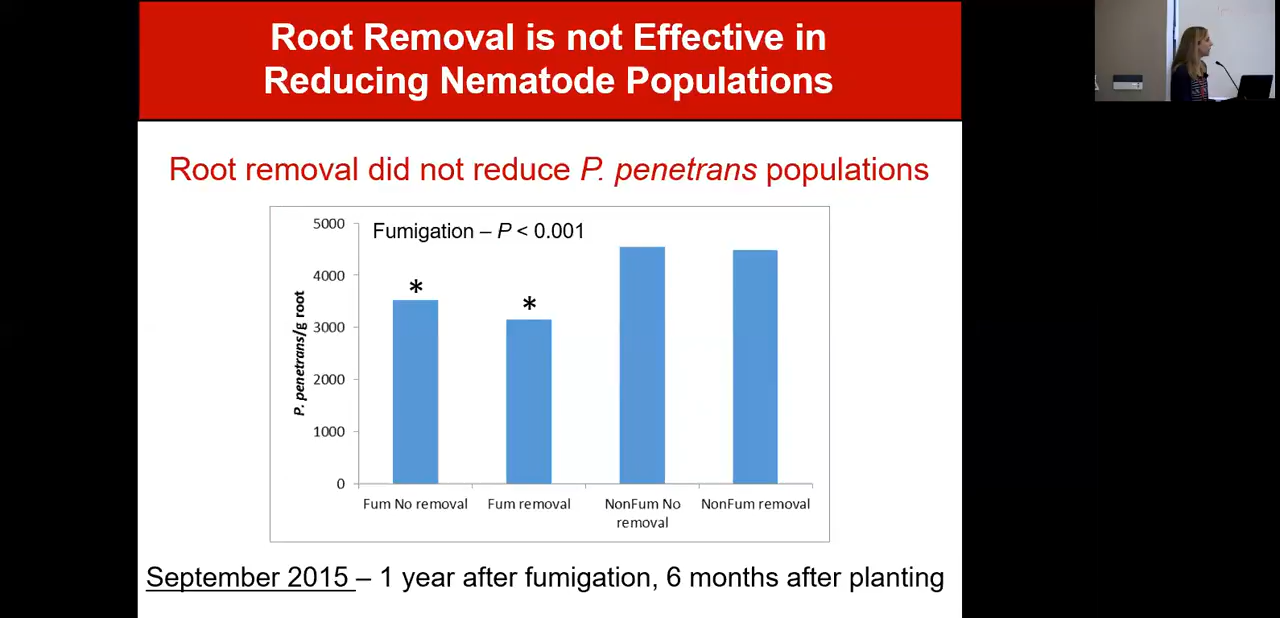 Root Removal is not Effective in
Reducing Nematode Populations
Root removal did not reduce P. penetrans populations
Fumigation – P < 0.001
5000
4000
3000
2000
1000
0
P. penetrans/g root
*
*
Fum No removal
Fum removal
NonFum No
removal
NonFum removal
September 2015 – 1 year after fumigation, 6 months after planting